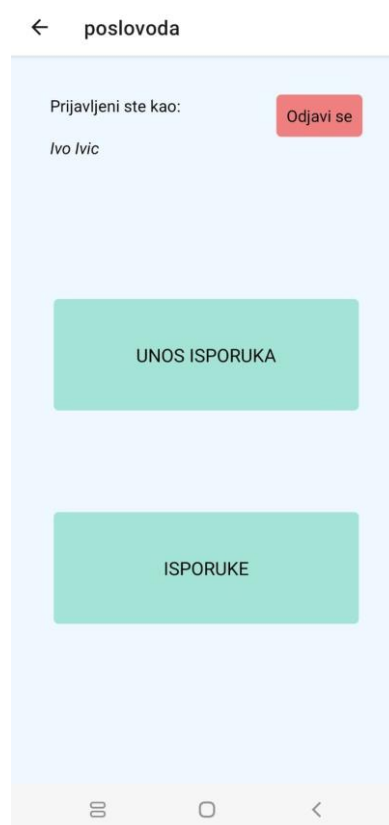 poslovoda
Prijavljeni ste kao:
Odjavi se
Ivo Ivic
UNOS ISPORUKA
ISPORUKE